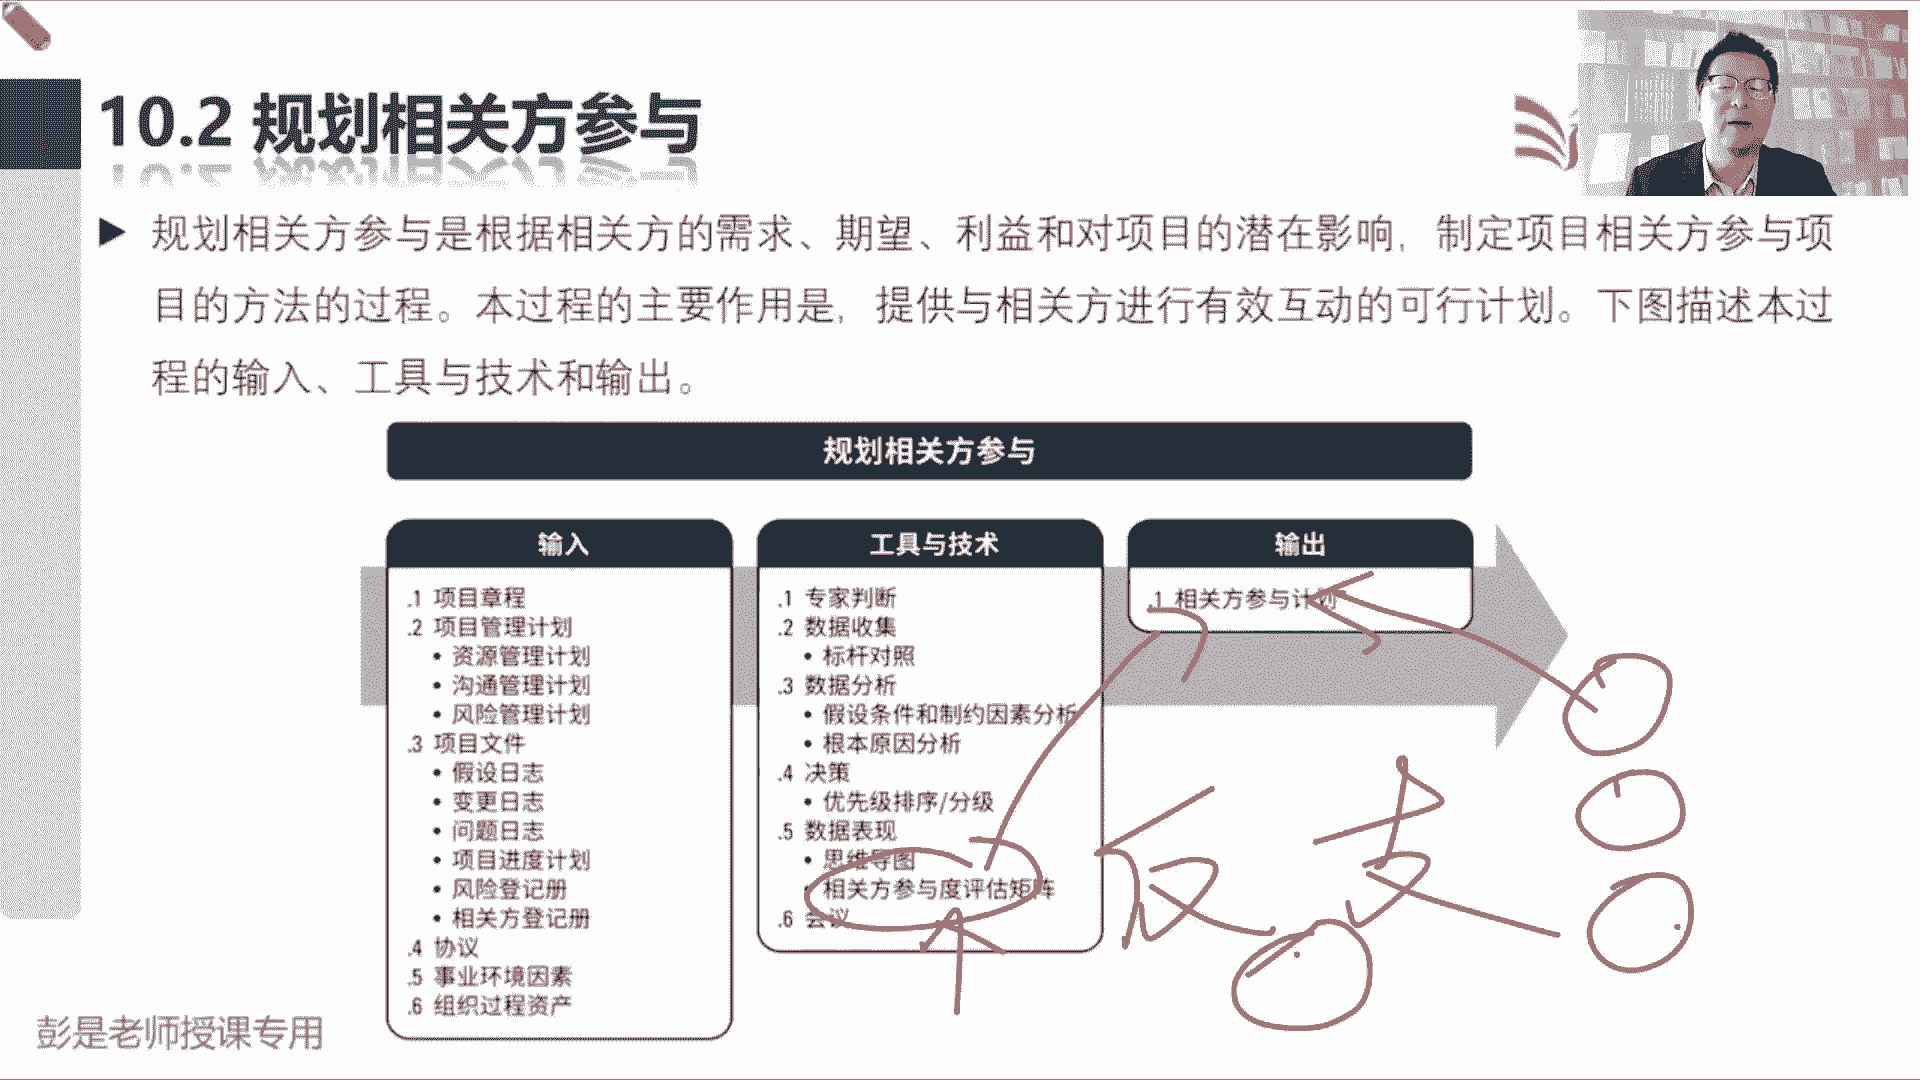 10.2 规划相关方参与
规划相关方参与是根据相关方的需求、期望、利益和对项目的潜在影响，制定项目相关方参与项
目的方法的过程。本过程的主要作用是，提供与相关方进行有效互动的可行计划。下图描述本过
程的输入、工具与技术和输出。
规划相关方参与
输入
.1 项目章程
.2 项目管理计划
• 资源管理计划
• 沟通管理计划
• 风险管理计划
.3 项目文件
• 假设日志
• 变更日志
• 问题日志
• 项目进度计划
• 风险登记册
• 相关方登记册
.4 协议
.5 事业环境因素
.6 组织过程资产
工具与技术
.1 专家判断
.2 数据收集
• 标杆对照
.3 数据分析
• 假设条件和制约因素分析
• 根本原因分析
.4 决策
• 优先级排序/分级
.5 数据表现
• 思维导图
• 相关方参与度评估矩阵
.6 会议
输出
.1 相关方参与计划
反 支
彭是老师授课专用